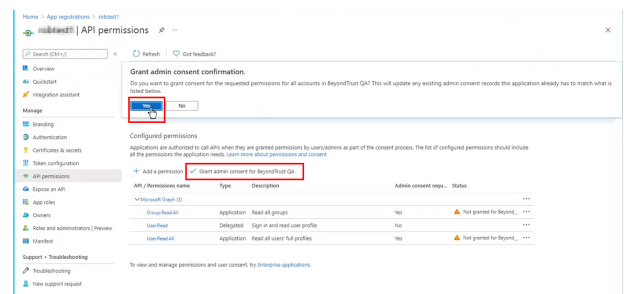 Home > App registrations > robtest1
| API permissions
Search (Ctrl+/)
Refresh
Got feedback?
Overview
Quickstart
Integration assistant
Manage
Branding
Authentication
Certificates & secrets
Token configuration
API permissions
Expose an API
App roles
Owners
Roles and administrators | Preview
Manifest
Support + Troubleshooting
Troubleshooting
New support request
Grant admin consent confirmation.
Do you want to grant consent for the requested permissions for all accounts in BeyondTrust QA? This will update any existing admin consent records this application already has to match what is
listed below.
Yes
No
Configured permissions
Applications are authorized to call APIs when they are granted permissions by users/admins as part of the consent process. The list of configured permissions should include
all the permissions the application needs. Learn more about permissions and consent
+ Add a permission
Grant admin consent for BeyondTrust QA
API / Permissions name Type Description Admin consent requ... Status
Microsoft Graph (3)
Group.Read.All Application Read all groups Yes Not granted for Beyond_
User.Read Delegated Sign in and read user profile No
User.Read.All Application Read all users' full profiles Yes Not granted for Beyond_
To view and manage permissions and user consent, try Enterprise applications.